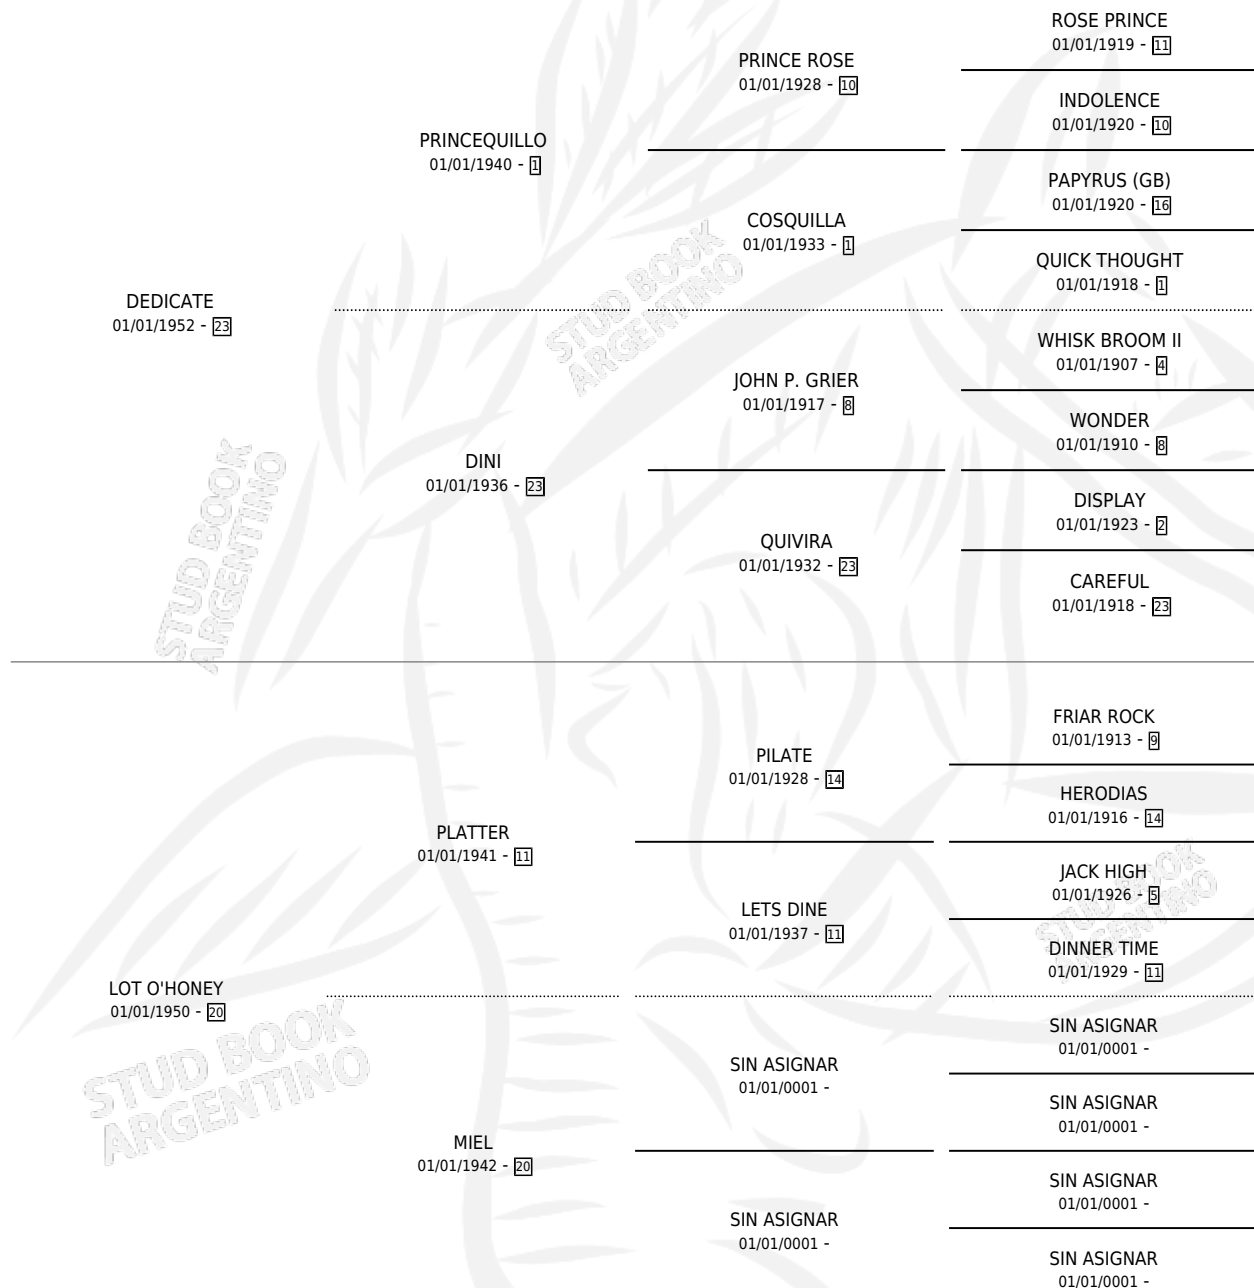 ROSE PRINCE
01/01/1919 - 11
PRINCE ROSE
01/01/1928 - 10
INDOLENCE
01/01/1920 - 10
PRINCEQUILLO
01/01/1940 - 1
PAPYRUS (GB)
01/01/1920 - 16
COSQUILLA
01/01/1933 - 1
QUICK THOUGHT
01/01/1918 - 1
DEDICATE
01/01/1952 - 23
STUD BOOK
ARGENTINO
WHISK BROOM II
01/01/1907 - 4
JOHN P. GRIER
01/01/1917 - 8
WONDER
01/01/1910 - 8
DINI
01/01/1936 - 23
DISPLAY
01/01/1923 - 2
QUIVIRA
01/01/1932 - 23
CAREFUL
01/01/1918 - 23
STUD BOOK
ARGENTINO
FRIAR ROCK
01/01/1913 - 9
PILATE
01/01/1928 - 14
HERODIAS
01/01/1916 - 14
PLATTER
01/01/1941 - 11
JACK HIGH
01/01/1926 - 5
LETS DINE
01/01/1937 - 11
STUD BOOK
ARGENTINO
DINNER TIME
01/01/1929 - 11
LOT O'HONEY
01/01/1950 - 20
STUD BOOK
ARGENTINO
SIN ASIGNAR
01/01/0001 -
SIN ASIGNAR
01/01/0001 -
SIN ASIGNAR
01/01/0001 -
MIEL
01/01/1942 - 20
SIN ASIGNAR
01/01/0001 -
SIN ASIGNAR
01/01/0001 -
SIN ASIGNAR
01/01/0001 -